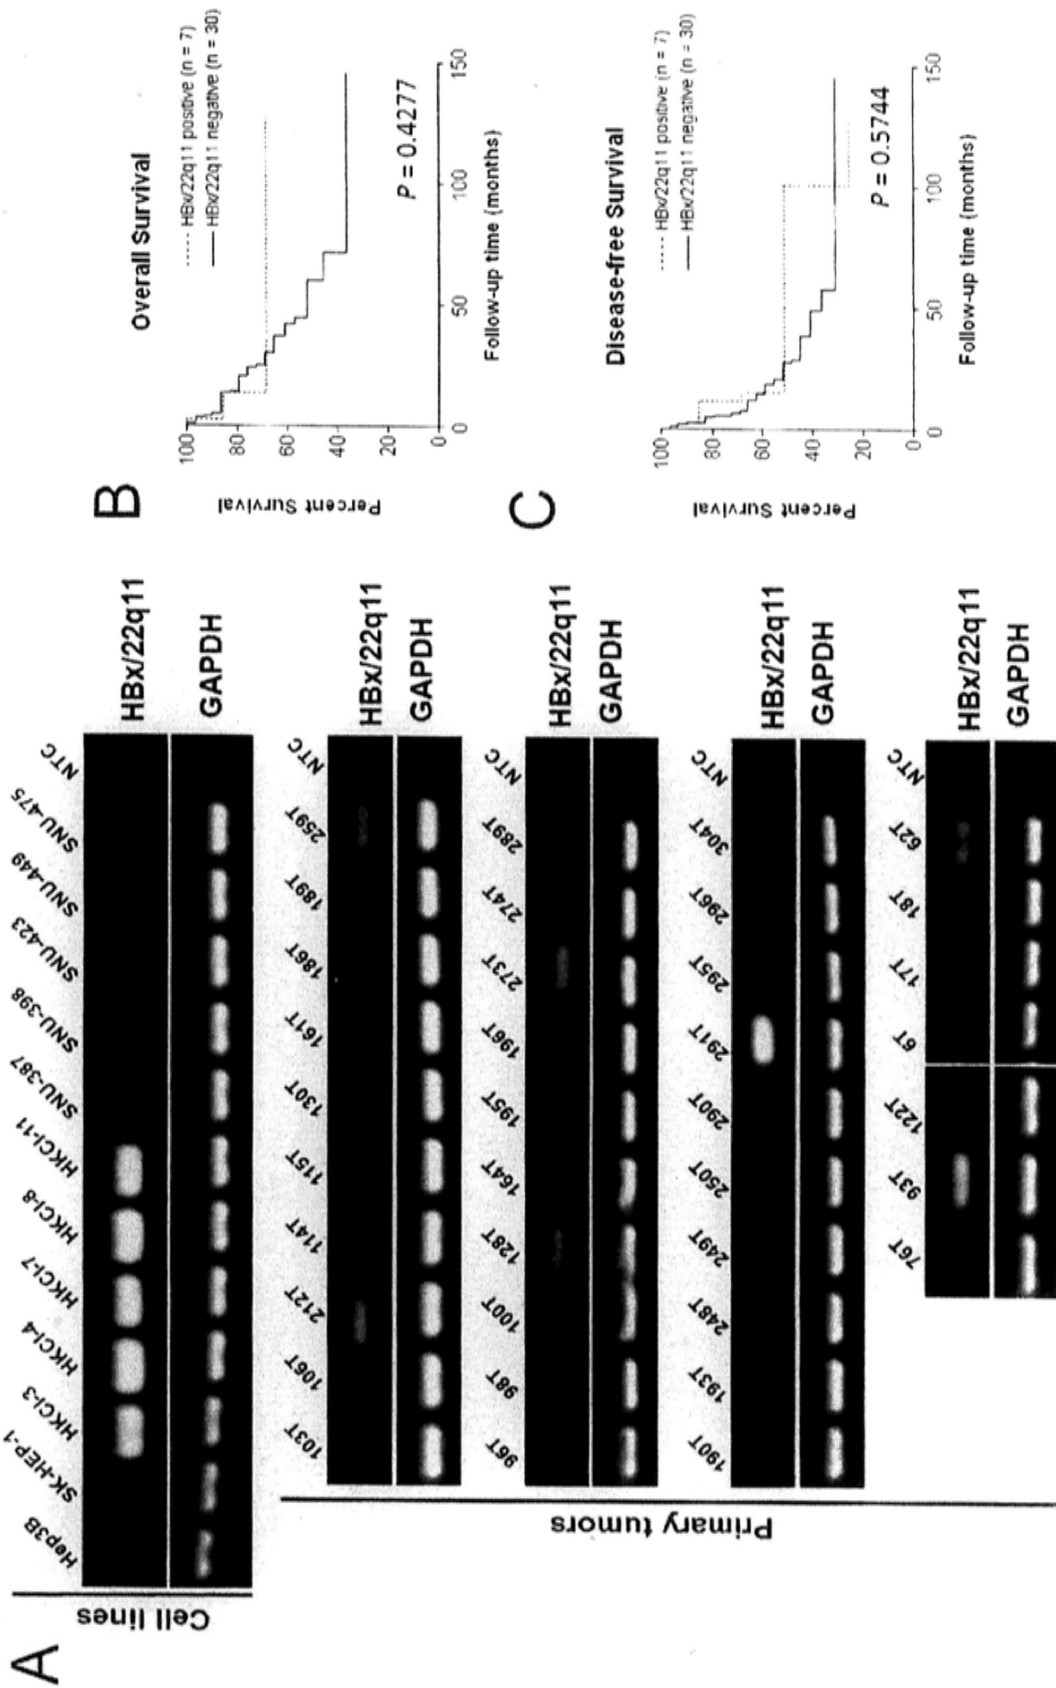 A
Cell lines
Hep3B SK-HEP-1 HKCI-3 HKCI-4 HKCI-7 HKCI-8 HKCI-11 SNU-387 SNU-398 SNU-423 SNU-449 SNU-475 NTC
HBx/22q11
GAPDH
Primary tumors
103T 106T 212T 114T 115T 130T 161T 186T 189T 259T NTC
HBx/22q11
GAPDH
96T 98T 100T 128T 164T 195T 196T 273T 274T 289T NTC
HBx/22q11
GAPDH
190T 193T 248T 249T 250T 290T 291T 295T 296T 304T NTC
HBx/22q11
GAPDH
76T 93T 122T 6T 17T 18T 62T NTC
HBx/22q11
GAPDH
B
Overall Survival
HBx/22q11 positive (n = 7)
HBx/22q11 negative (n = 30)
Percent Survival
100
80
60
40
20
0
P = 0.4277
0 50 100 150
Follow-up time (months)
C
Disease-free Survival
HBx/22q11 positive (n = 7)
HBx/22q11 negative (n = 30)
Percent Survival
100
80
60
40
20
0
P = 0.5744
0 50 100 150
Follow-up time (months)